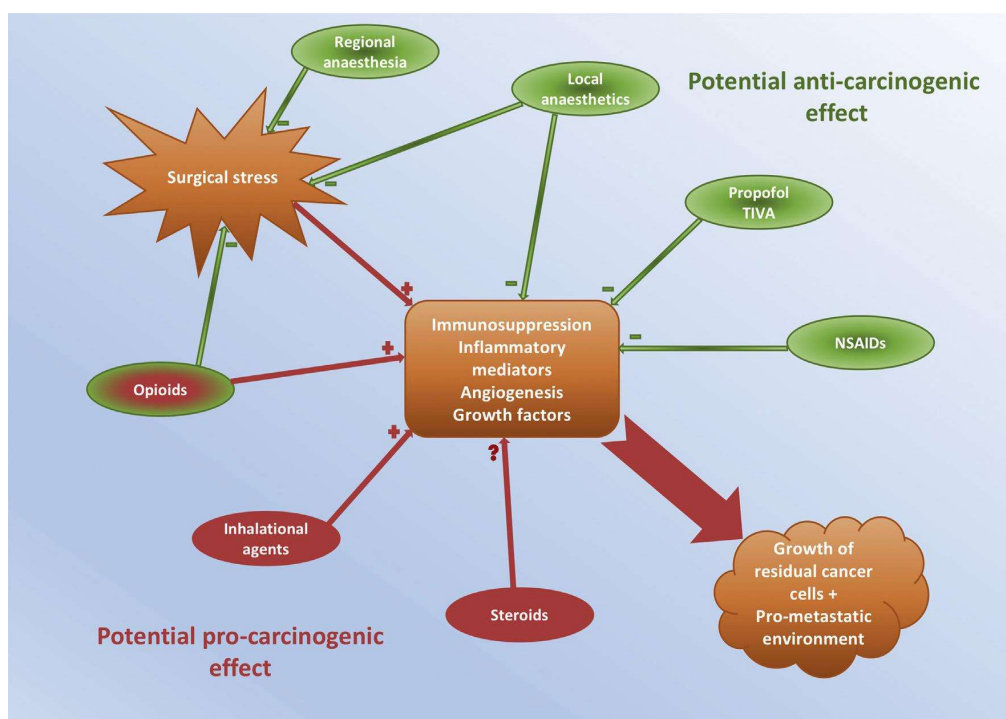 Regional
anaesthesia
Local
anaesthetics
Potential anti-carcinogenic
effect
Surgical stress
Propofol
TIVA
Immunosuppression
Inflammatory
mediators
Angiogenesis
Growth factors
NSAIDs
Opioids
Inhalational
agents
Steroids
Growth of
residual cancer
cells +
Pro-metastatic
environment
Potential pro-carcinogenic
effect
-
-
-
-
-
-
+
+
+
?